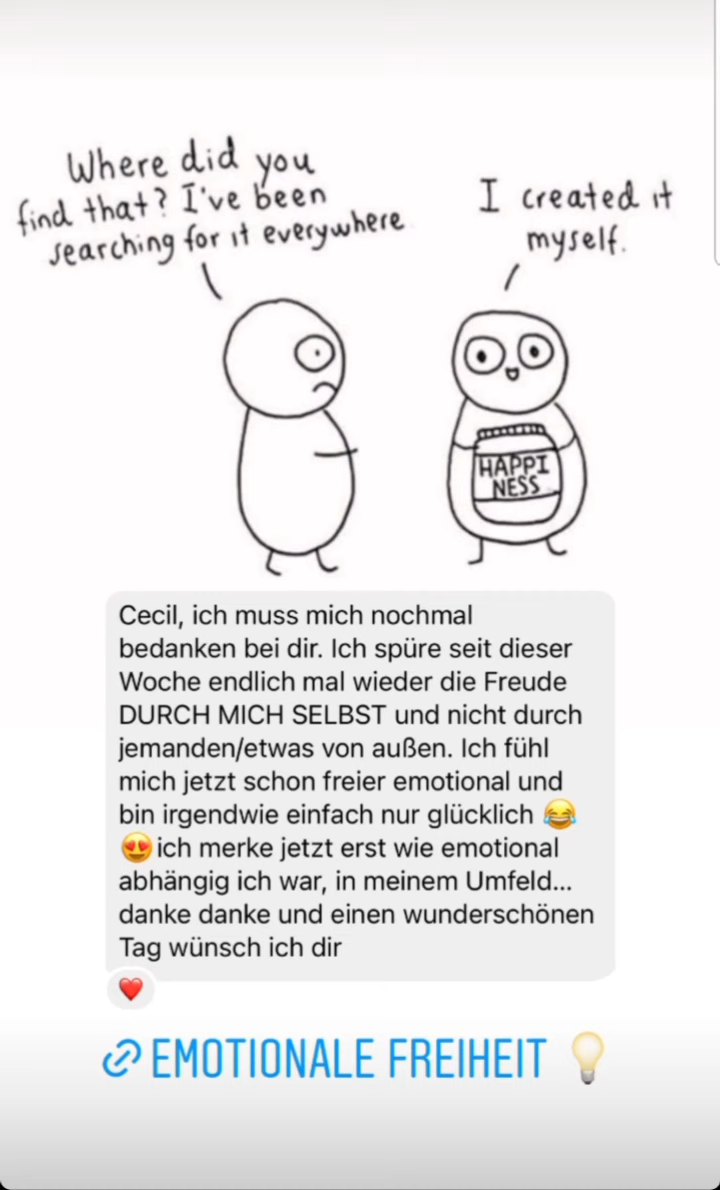 Where did you
find that? I've been
searching for it everywhere
I created it
myself.
HAPPI
NESS
Cecil, ich muss mich nochmal
bedanken bei dir. Ich spüre seit dieser
Woche endlich mal wieder die Freude
DURCH MICH SELBST und nicht durch
jemanden/etwas von außen. Ich fühl
mich jetzt schon freier emotional und
bin irgendwie einfach nur glücklich 😂
😍 ich merke jetzt erst wie emotional
abhängig ich war, in meinem Umfeld...
danke danke und einen wunderschönen
Tag wünsch ich dir
❤️
🔗 EMOTIONALE FREIHEIT 💡